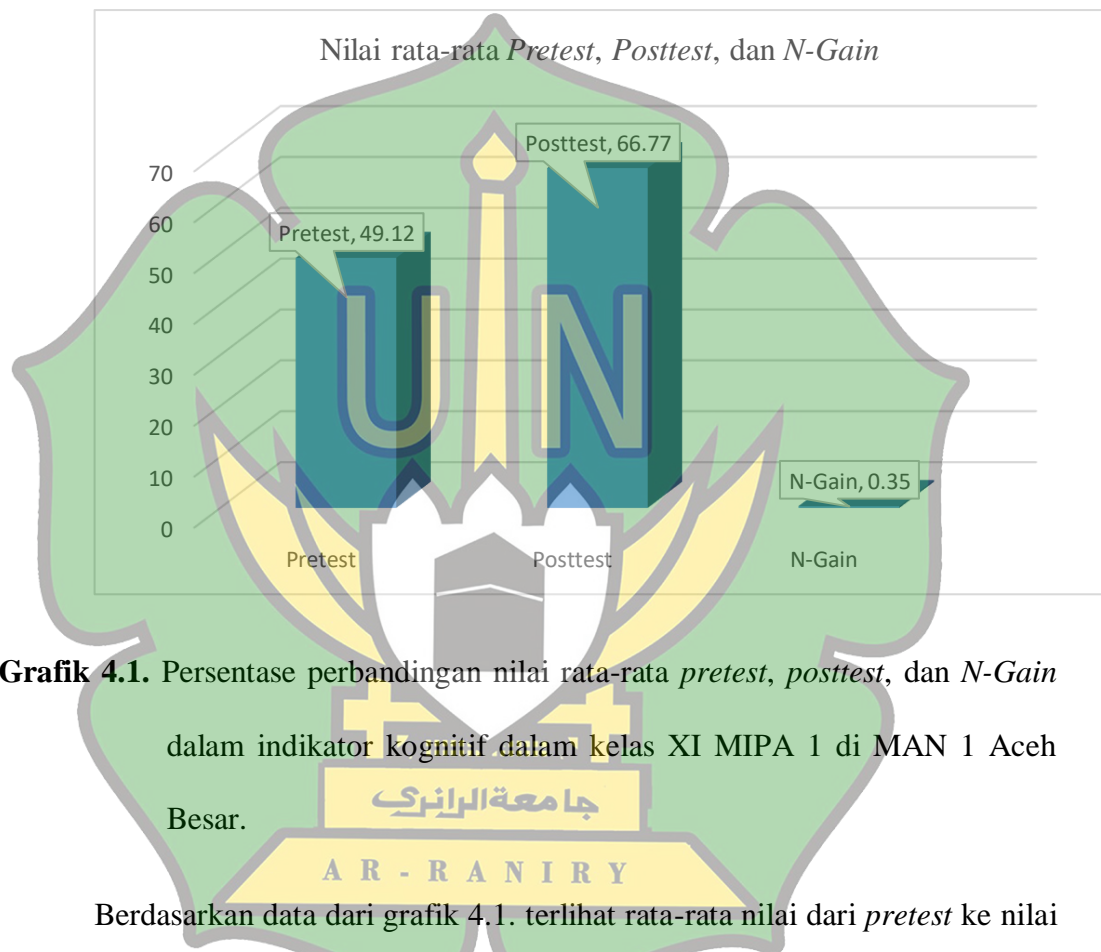 Nilai rata-rata Pretest, Posttest, dan N-Gain
Posttest, 66.77
70
60
Pretest, 49.12
50
40
30
20
N-Gain, 0.35
10
0
Pretest Posttest N-Gain
UN
Grafik 4.1. Persentase perbandingan nilai rata-rata pretest, posttest, dan N-Gain
dalam indikator kognitif dalam kelas XI MIPA 1 di MAN 1 Aceh
Besar.
جامعةالرانري
AR-RANIRY
Berdasarkan data dari grafik 4.1. terlihat rata-rata nilai dari pretest ke nilai